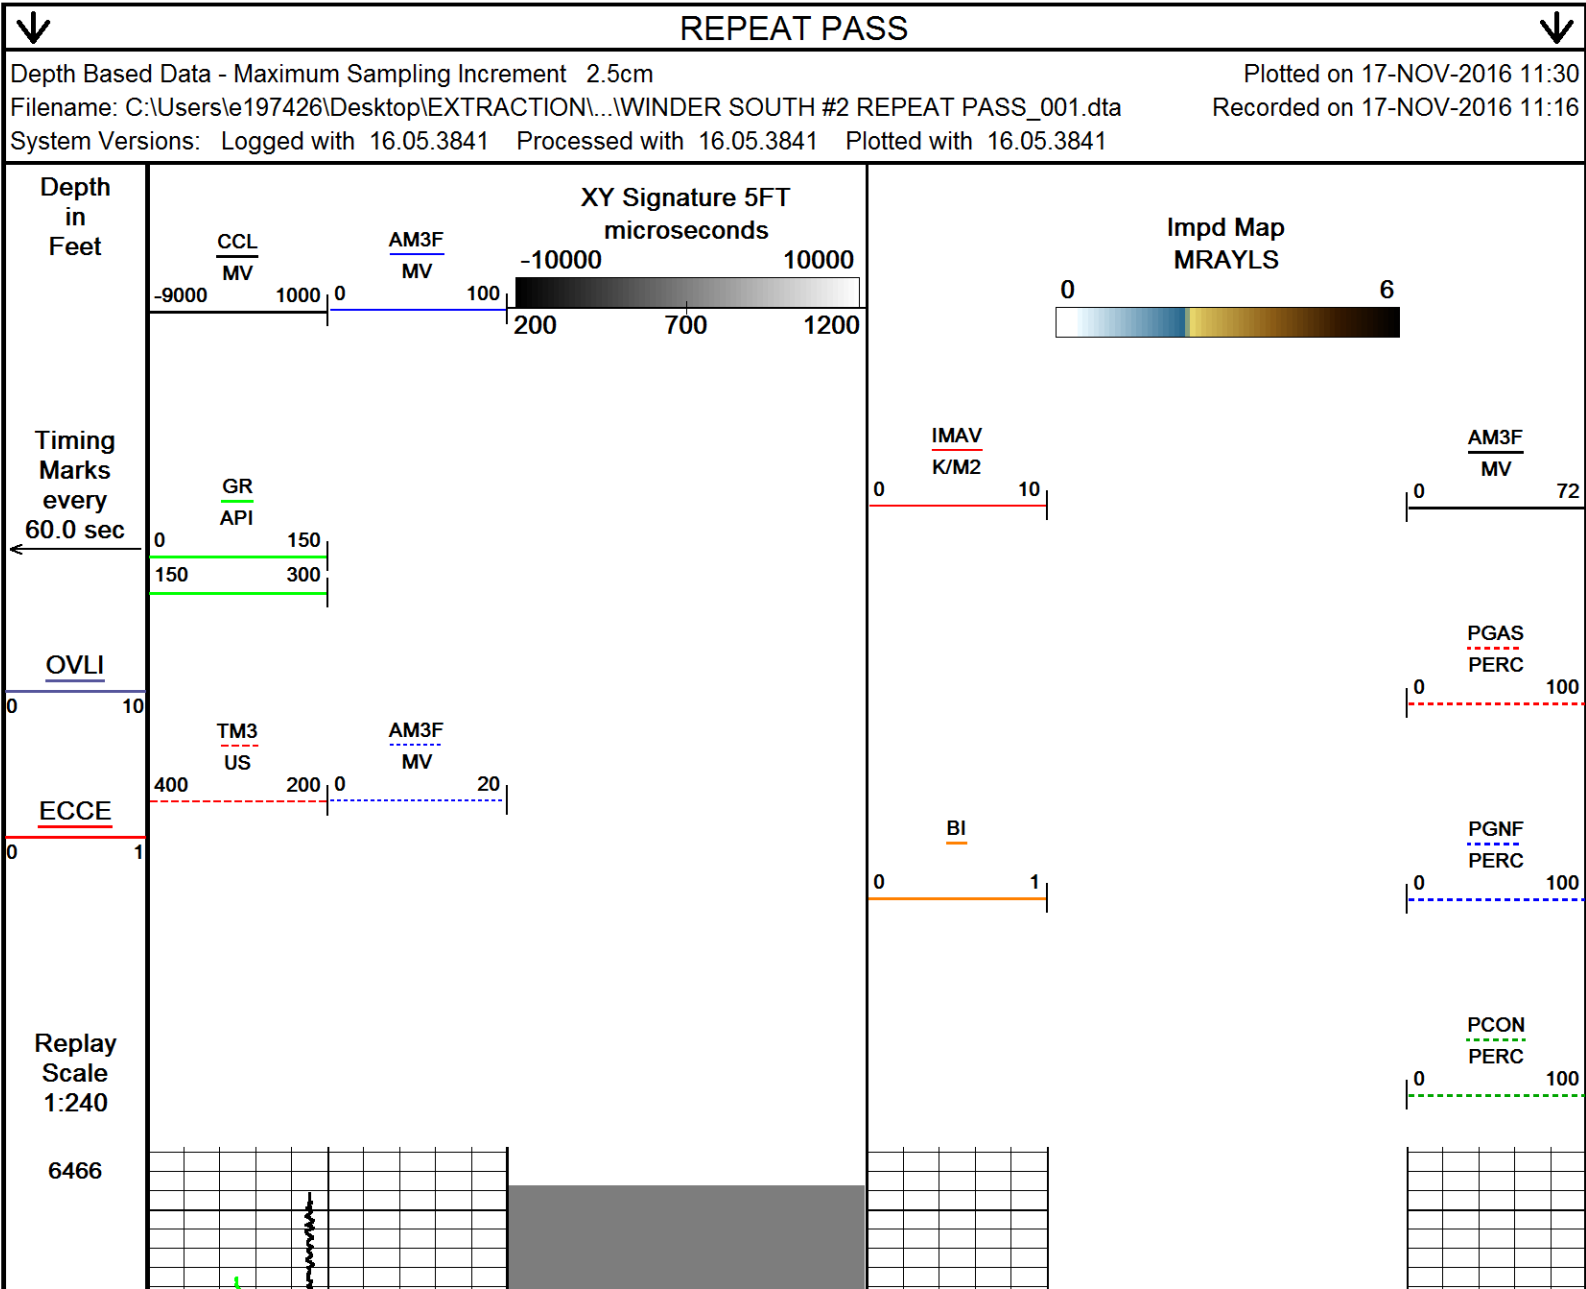 REPEAT PASS
Depth Based Data - Maximum Sampling Increment 2.5cm
Plotted on 17-NOV-2016 11:30
Filename: C:\Users\e197426\Desktop\EXTRACTION\...\WINDER SOUTH #2 REPEAT PASS_001.dta
Recorded on 17-NOV-2016 11:16
System Versions: Logged with 16.05.3841 Processed with 16.05.3841 Plotted with 16.05.3841
Depth
in
Feet
CCL
MV
-9000 1000
AM3F
MV
0 100
XY Signature 5FT
microseconds
-10000 10000
200 700 1200
Impd Map
MRAYLS
0 6
Timing
Marks
every
60.0 sec
GR
API
0 150
150 300
IMAV
K/M2
0 10
AM3F
MV
0 72
OVLI
0 10
PGAS
PERC
0 100
TM3
US
400 200
AM3F
MV
0 20
ECCE
0 1
BI
0 1
PGNF
PERC
0 100
PCON
PERC
0 100
Replay
Scale
1:240
6466